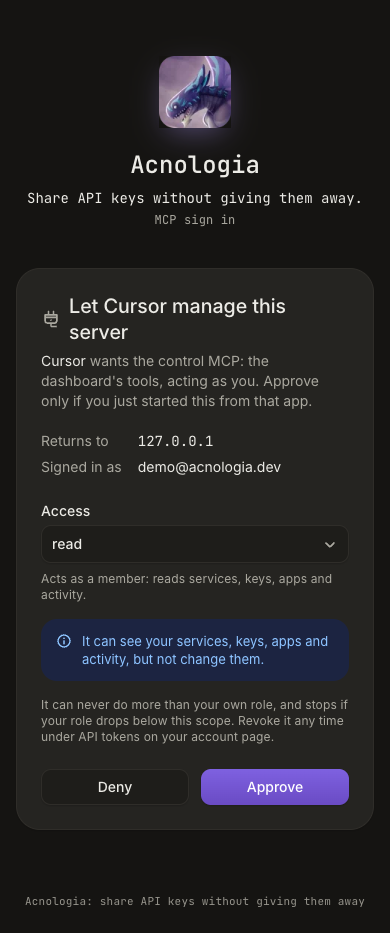 Acnologia
Share API keys without giving them away.
MCP sign in
Let Cursor manage this
server
Cursor wants the control MCP: the
dashboard's tools, acting as you. Approve
only if you just started this from that app.
Returns to 127.0.0.1
Signed in as demo@acnologia.dev
Access
read
Acts as a member: reads services, keys, apps and
activity.
It can see your services, keys, apps and
activity, but not change them.
It can never do more than your own role, and stops if
your role drops below this scope. Revoke it any time
under API tokens on your account page.
Deny Approve
Acnologia: share API keys without giving them away